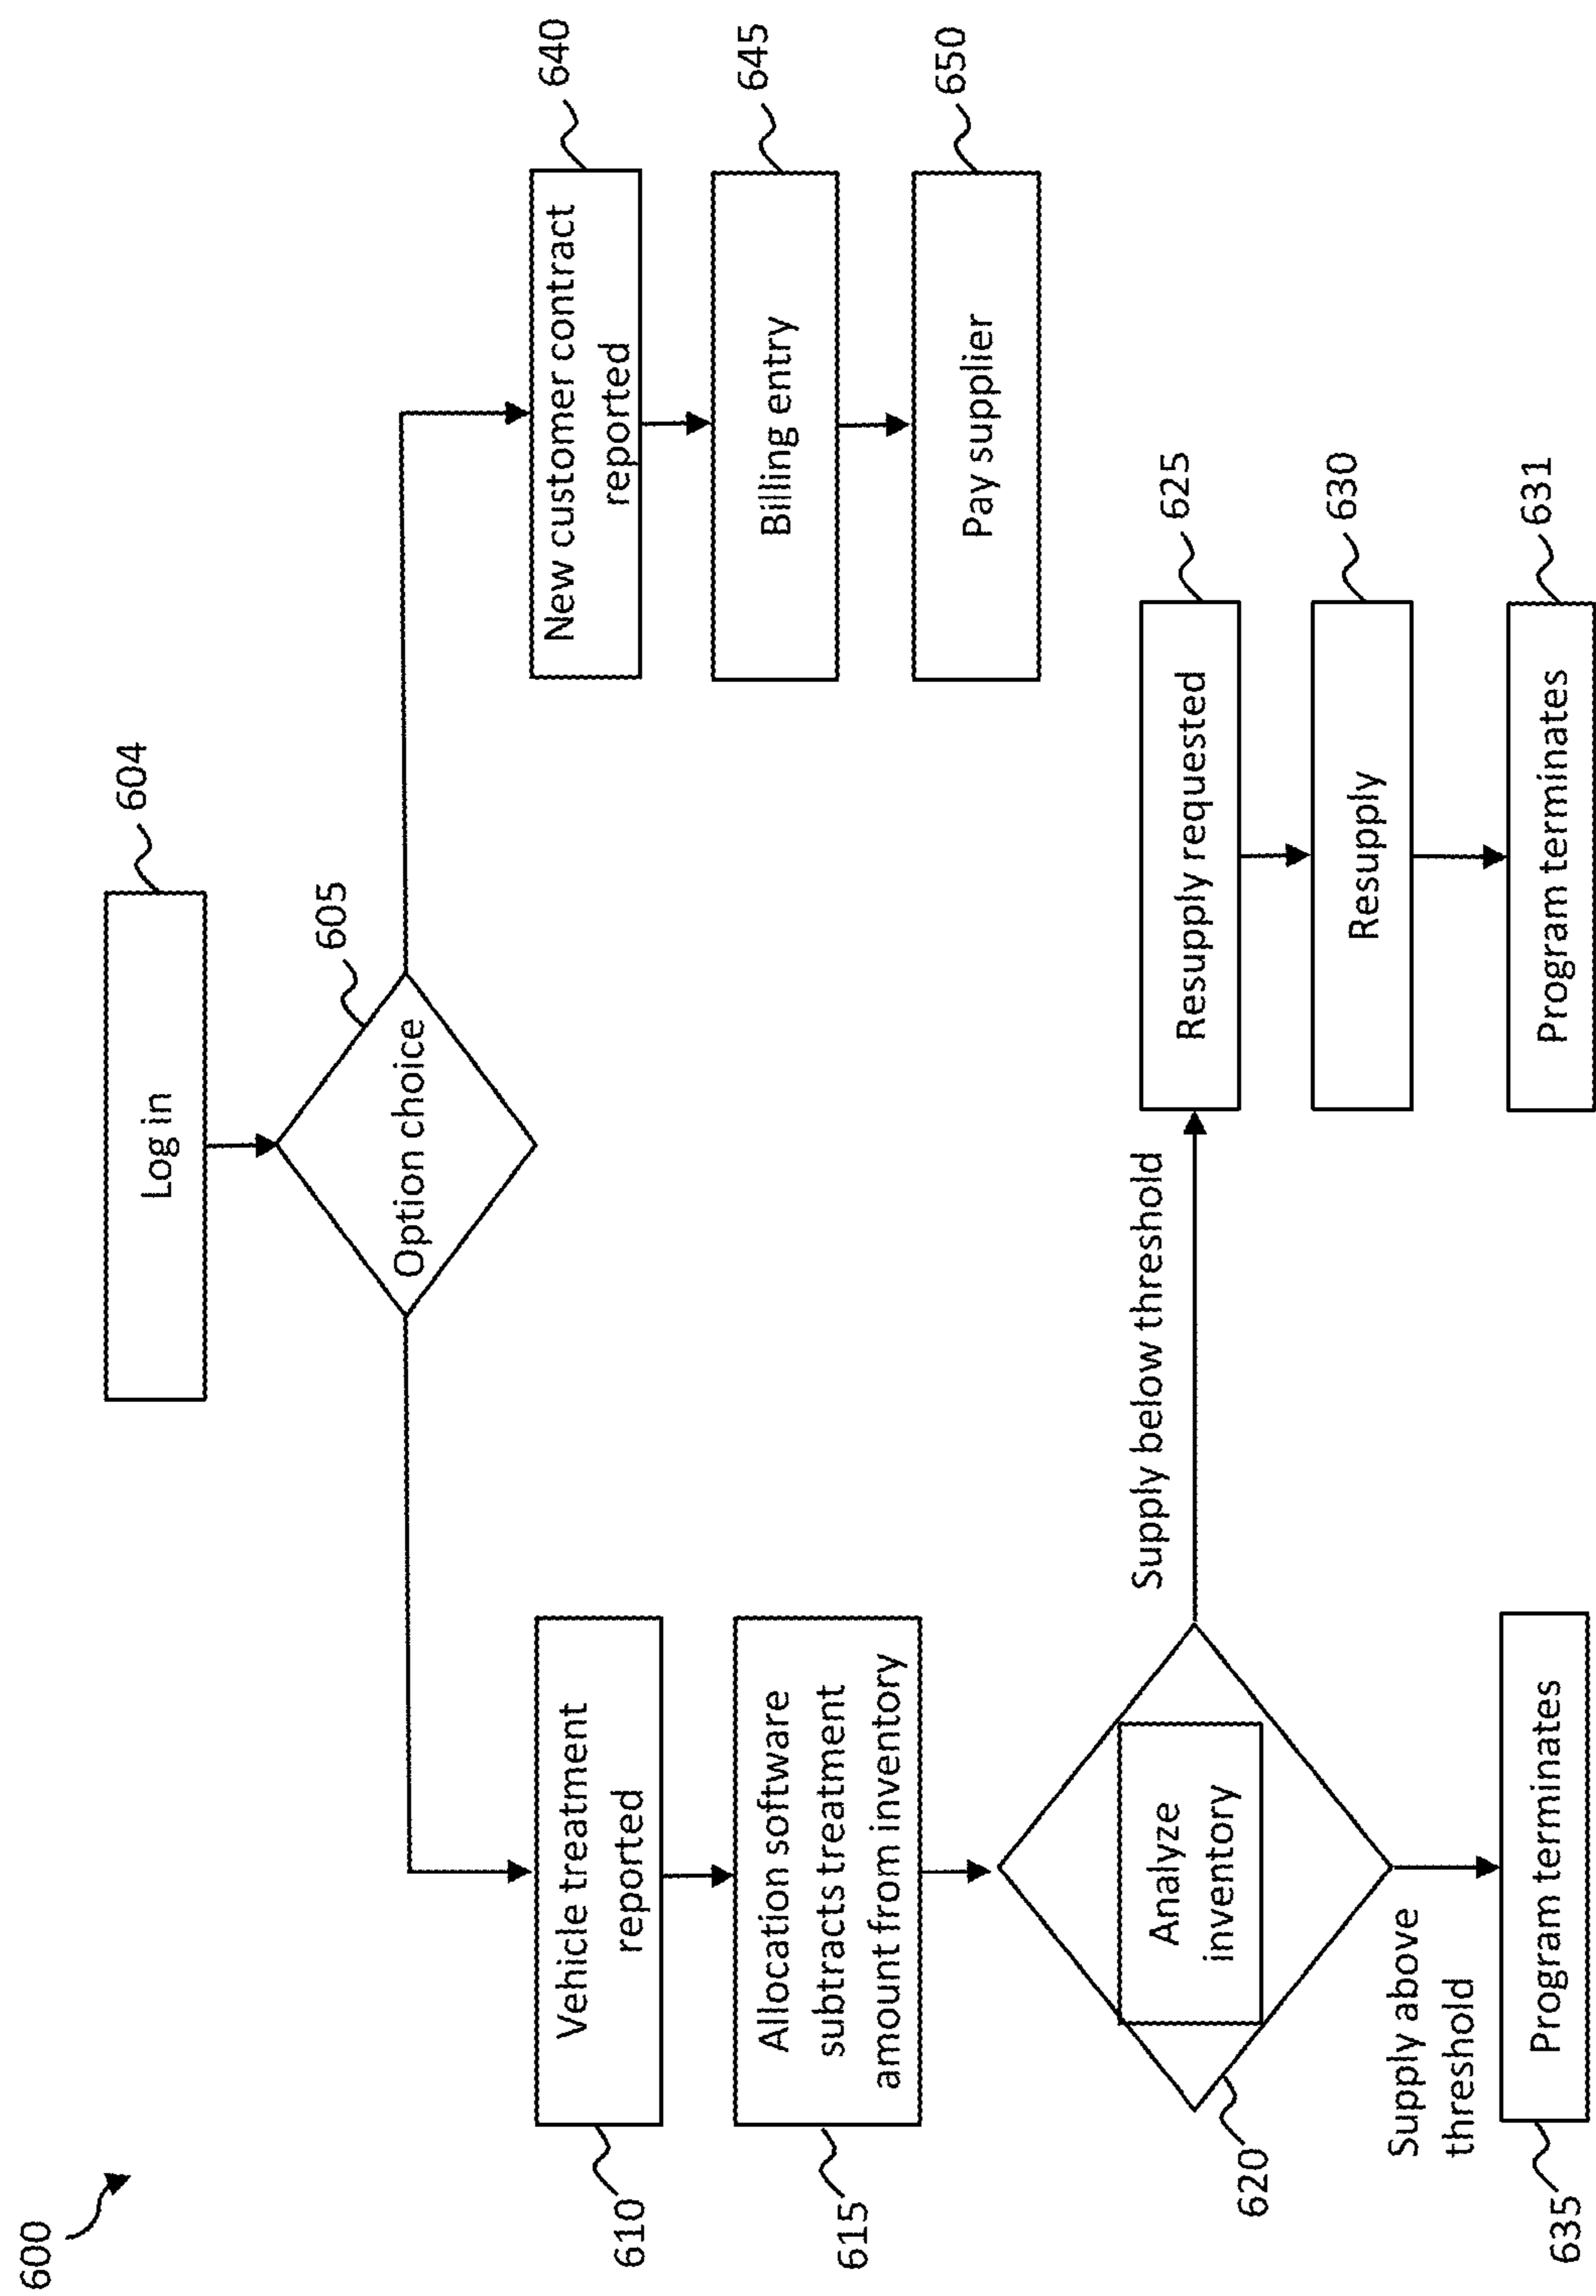 600
Log in
604
Option choice
605
Vehicle treatment
reported
610
Allocation software
subtracts treatment
amount from inventory
615
Analyze
inventory
620
Supply above
threshold
Program terminates
635
Supply below threshold
Resupply requested
625
Resupply
630
Program terminates
631
New customer contract
reported
640
Billing entry
645
Pay supplier
650